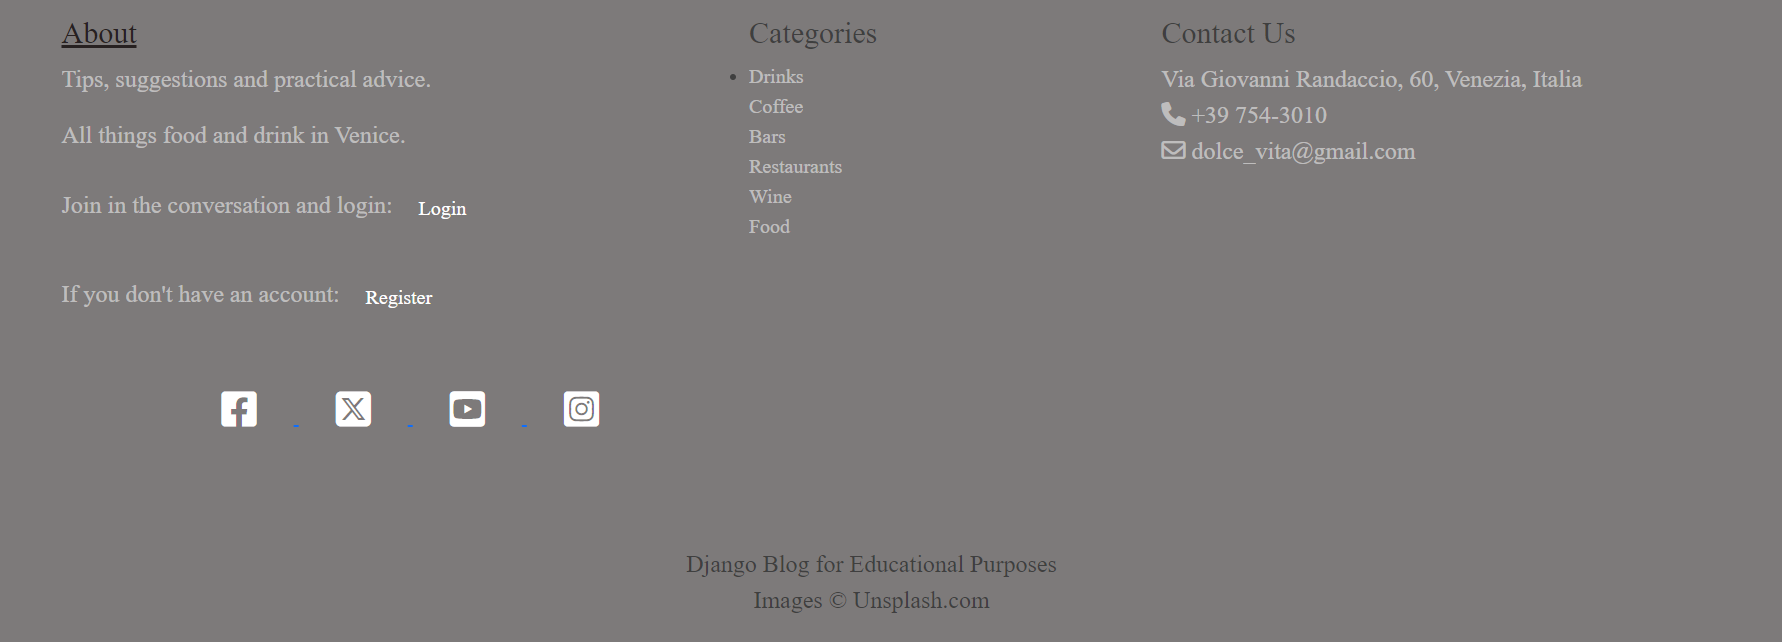 About
Tips, suggestions and practical advice.
All things food and drink in Venice.
Join in the conversation and login: Login
If you don't have an account: Register
Categories
Drinks
Coffee
Bars
Restaurants
Wine
Food
Contact Us
Via Giovanni Randaccio, 60, Venezia, Italia
+39 754-3010
dolce_vita@gmail.com
Django Blog for Educational Purposes
Images © Unsplash.com